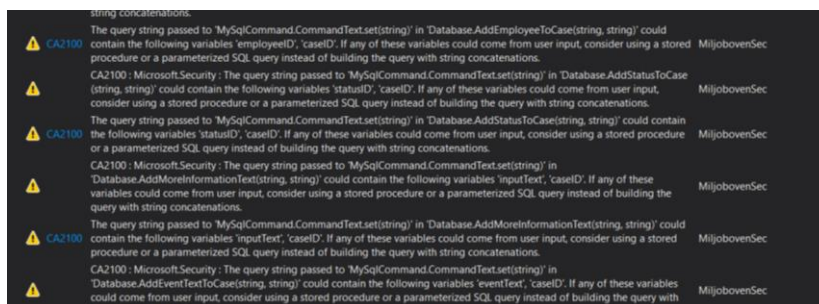 string concatenations.
The query string passed to 'MySqlCommand.CommandText.set(string)' in 'Database.AddEmployeeToCase(string, string)' could
CA2100 contain the following variables 'employeeID', 'caseID'. If any of these variables could come from user input, consider using a stored MiljobovenSec
procedure or a parameterized SQL query instead of building the query with string concatenations.
CA2100 : Microsoft.Security : The query string passed to 'MySqlCommand.CommandText.set(string)' in 'Database.AddStatusToCase
(string, string)' could contain the following variables 'statusID', 'caseID'. If any of these variables could come from user input, MiljobovenSec
consider using a stored procedure or a parameterized SQL query instead of building the query with string concatenations.
The query string passed to 'MySqlCommand.CommandText.set(string)' in 'Database.AddStatusToCase(string, string)' could contain
CA2100 the following variables 'statusID', 'caseID'. If any of these variables could come from user input, consider using a stored procedure MiljobovenSec
or a parameterized SQL query instead of building the query with string concatenations.
CA2100 : Microsoft.Security : The query string passed to 'MySqlCommand.CommandText.set(string)' in
'Database.AddMoreInformationText(string, string)' could contain the following variables 'inputText', 'caseID'. If any of these MiljobovenSec
variables could come from user input, consider using a stored procedure or a parameterized SQL query instead of building the
query with string concatenations.
The query string passed to 'MySqlCommand.CommandText.set(string)' in 'Database.AddMoreInformationText(string, string)' could
CA2100 contain the following variables 'inputText', 'caseID'. If any of these variables could come from user input, consider using a stored MiljobovenSec
procedure or a parameterized SQL query instead of building the query with string concatenations.
CA2100 : Microsoft.Security : The query string passed to 'MySqlCommand.CommandText.set(string)' in
'Database.AddEventTextToCase(string, string)' could contain the following variables 'eventText', 'caseID'. If any of these variables MiljobovenSec
could come from user input, consider using a stored procedure or a parameterized SQL query instead of building the query with